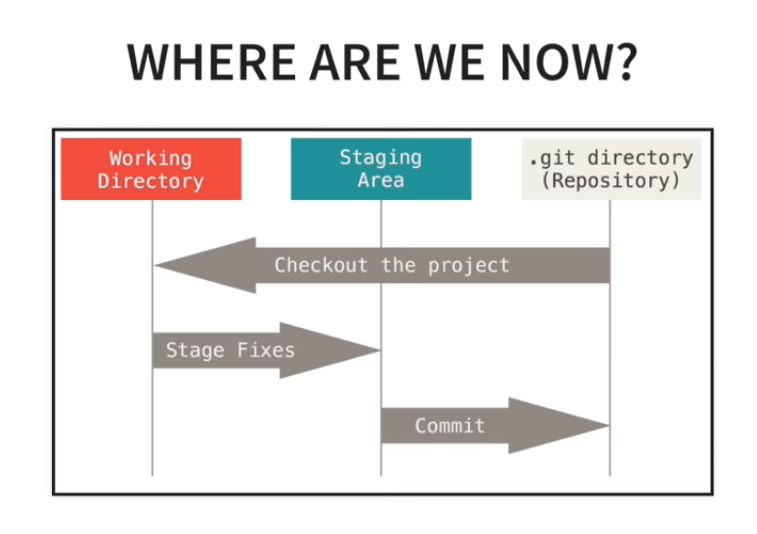 WHERE ARE WE NOW?
Working
Directory
Staging
Area
.git directory
(Repository)
Checkout the project
Stage Fixes
Commit